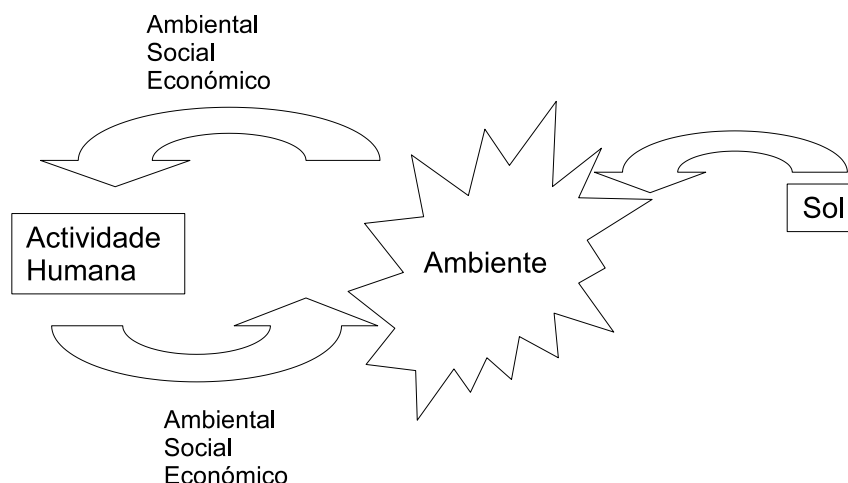 Ambiental
Social
Económico
Actividade
Humana
Ambiente
Sol
Ambiental
Social
Económico